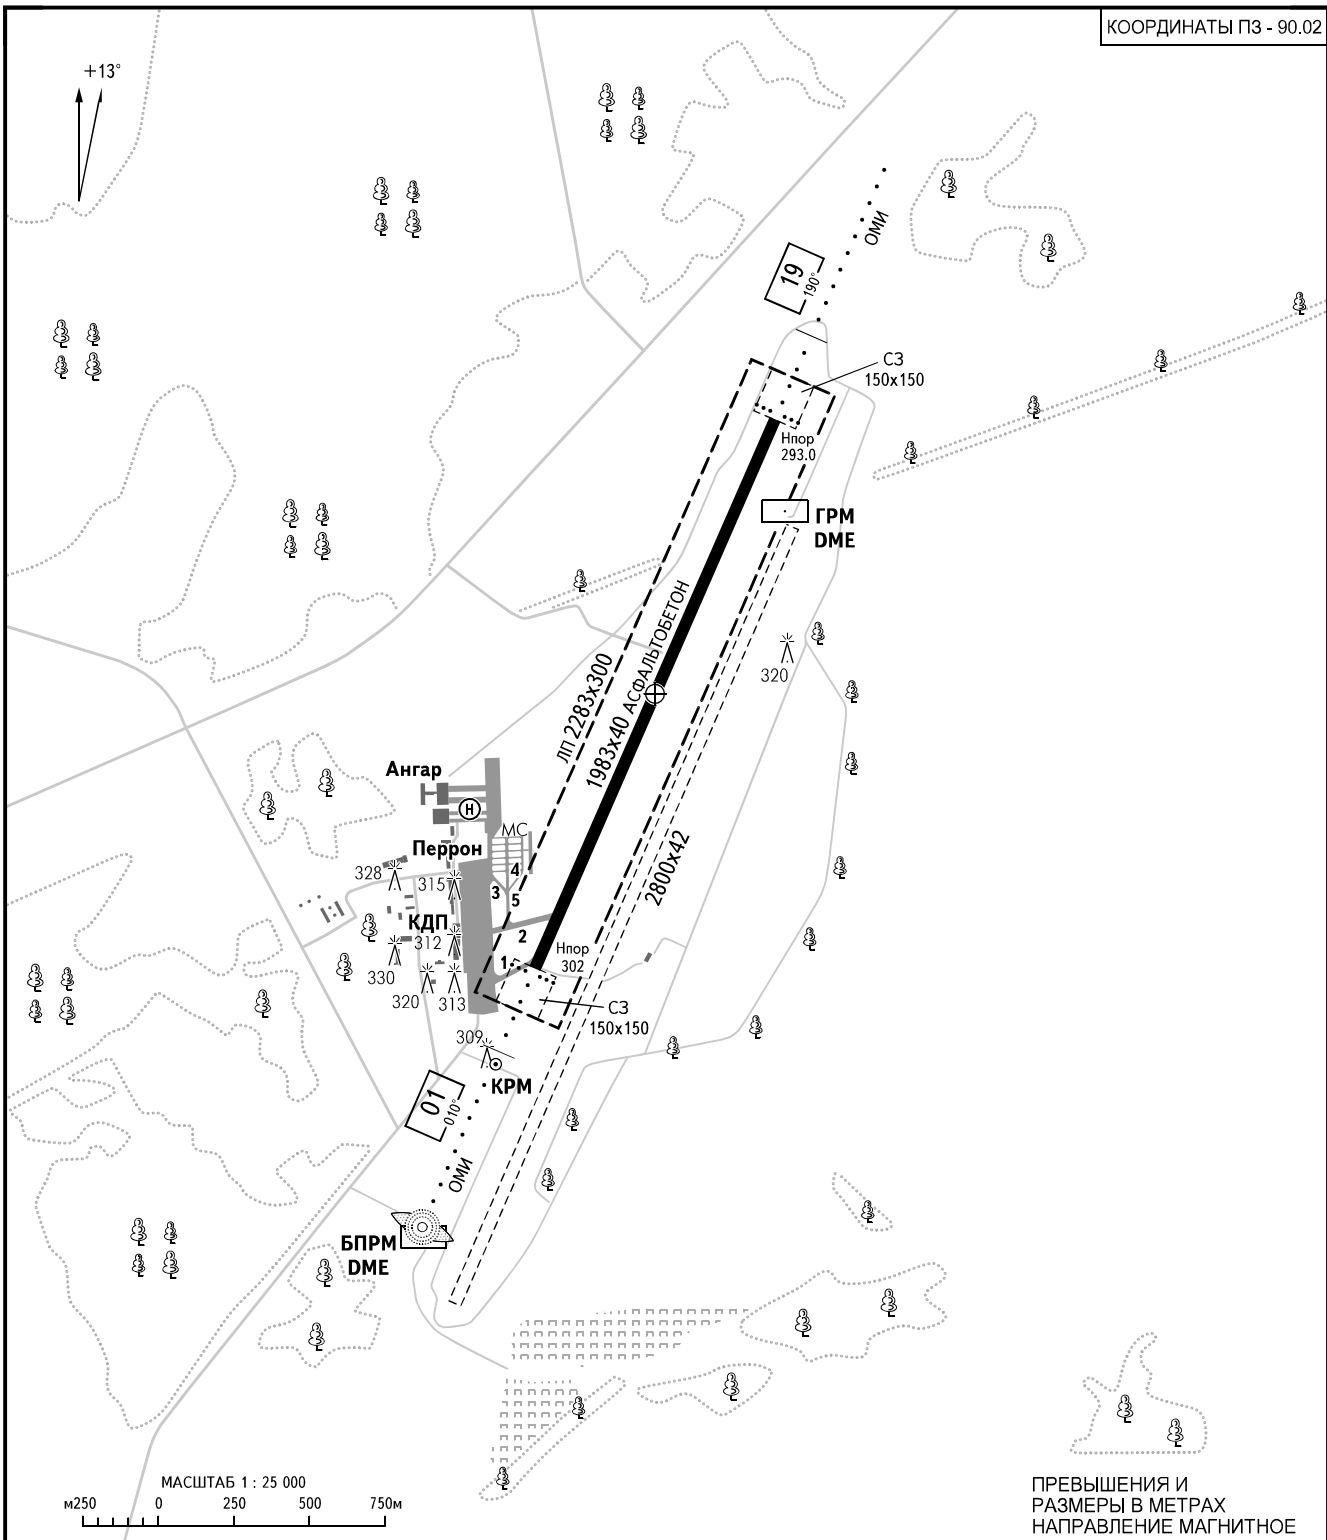 КООРДИНАТЫ ПЗ - 90.02
+13°
ОМИ
19
190°
СЗ
150x150
Нпор
293.0
ГРМ
DME
ЛП 2283x300
1983x40 АСФАЛЬТОБЕТОН
320
2800x42
Ангар
H
МС
Перрон
328
315
4
3
5
КДП
312
2
330
320
313
1
Нпор
302
СЗ
150x150
309
КРМ
01
010°
ОМИ
БПРМ
DME
МАСШТАБ 1 : 25 000
м250 0 250 500 750м
ПРЕВЫШЕНИЯ И
РАЗМЕРЫ В МЕТРАХ
НАПРАВЛЕНИЕ МАГНИТНОЕ